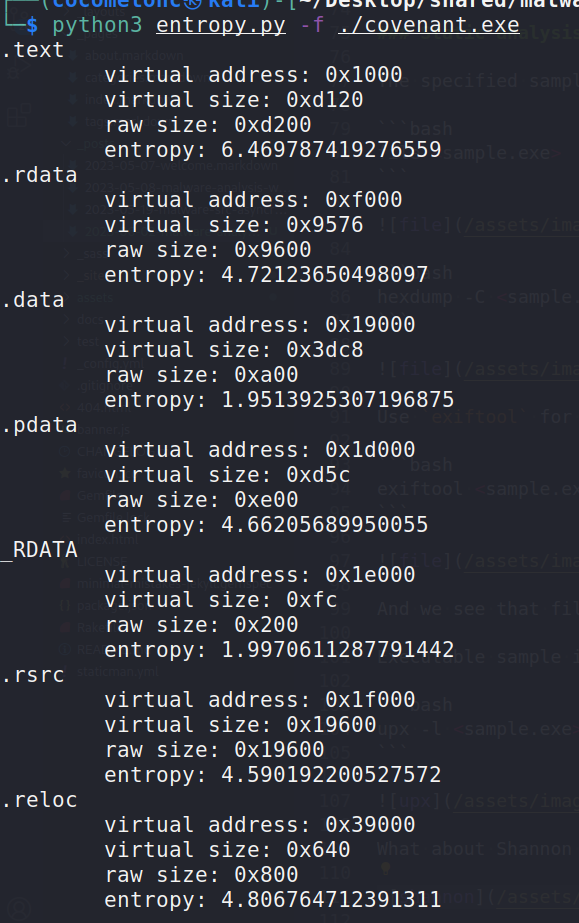 (cocomelonc㉿kali)-[~/Desktop/shared/malwa
$ python3 entropy.py -f ./covenant.exe
.text
virtual address: 0x1000
virtual size: 0xd120
raw size: 0xd200
entropy: 6.469787419276559
.rdata
virtual address: 0xf000
virtual size: 0x9576
raw size: 0x9600
entropy: 4.72123650498097
.data
virtual address: 0x19000
virtual size: 0x3dc8
raw size: 0xa00
entropy: 1.9513925307196875
.pdata
virtual address: 0x1d000
virtual size: 0xd5c
raw size: 0xe00
entropy: 4.66205689950055
_RDATA
virtual address: 0x1e000
virtual size: 0xfc
raw size: 0x200
entropy: 1.9970611287791442
.rsrc
virtual address: 0x1f000
virtual size: 0x19600
raw size: 0x19600
entropy: 4.590192200527572
.reloc
virtual address: 0x39000
virtual size: 0x640
raw size: 0x800
entropy: 4.806764712391311